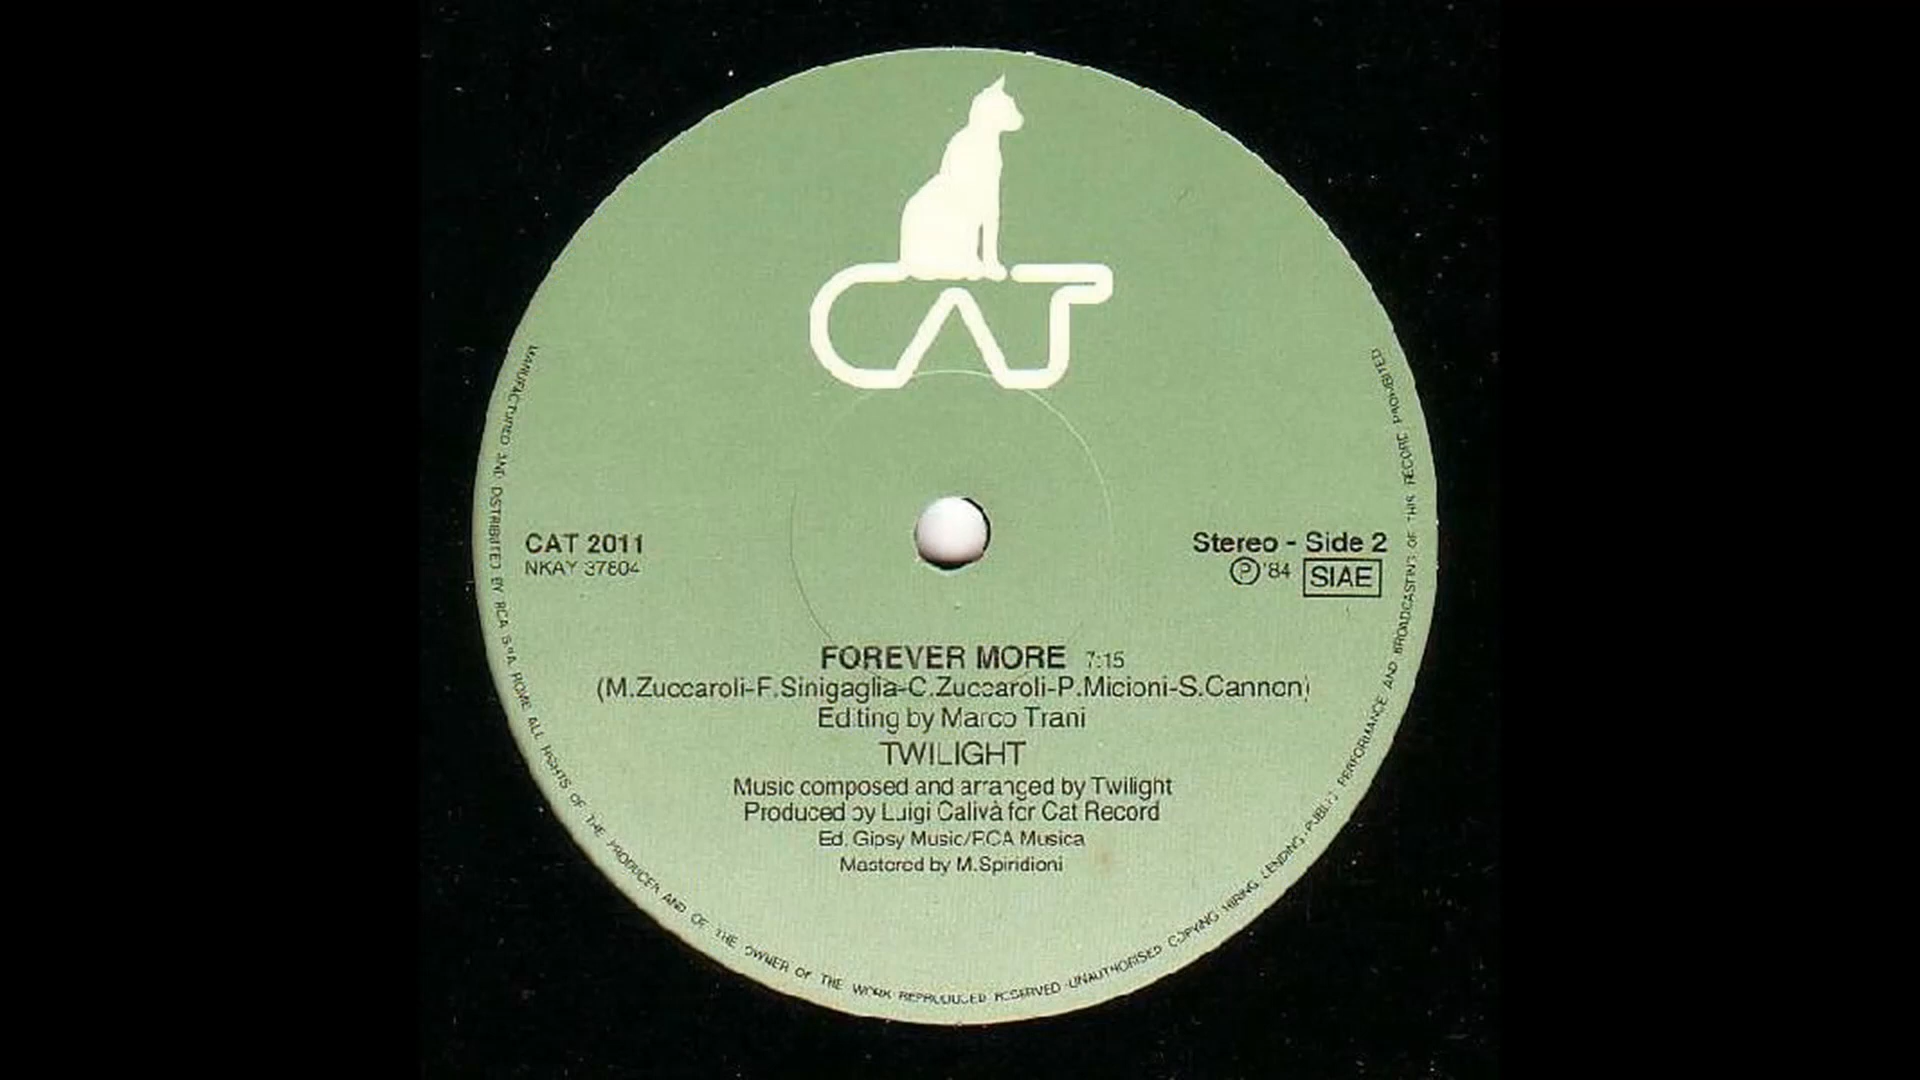 CAT
CAT 2011
NKAY 37804
Stereo - Side 2
Ⓟ '84 SIAE
FOREVER MORE 7:15
(M.Zuccaroli-F.Sinigaglia-C.Zuccaroli-P.Micioni-S.Cannon)
Editing by Marco Trani
TWILIGHT
Music composed and arranged by Twilight
Produced by Luigi Calivà for Cat Record
Ed. Gipsy Music/RCA Musica
Mastered by M.Spiridioni
MANUFACTURED AND DISTRIBUTED BY RCA S.P.A. ROME ALL RIGHTS OF THE PRODUCER AND OF THE OWNER OF THE WORK REPRODUCED RESERVED · UNAUTHORISED COPYING, HIRING, LENDING, PUBLIC PERFORMANCE AND BROADCASTING OF THIS RECORD PROHIBITED